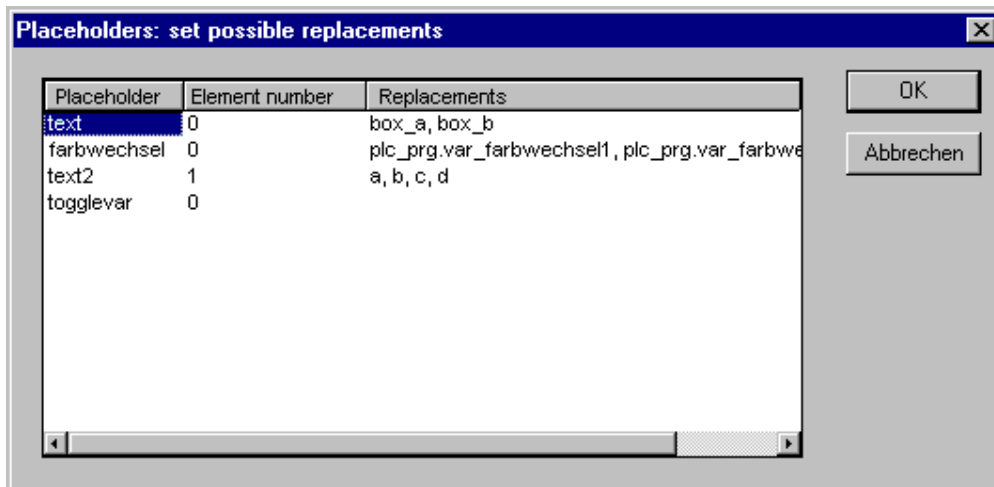 Placeholders: set possible replacements
Placeholder Element number Replacements
text 0 box_a, box_b
farbwechsel 0 plc_prg.var_farbwechsel1, plc_prg.var_farbwe
text2 1 a, b, c, d
togglevar 0
OK
Abbrechen